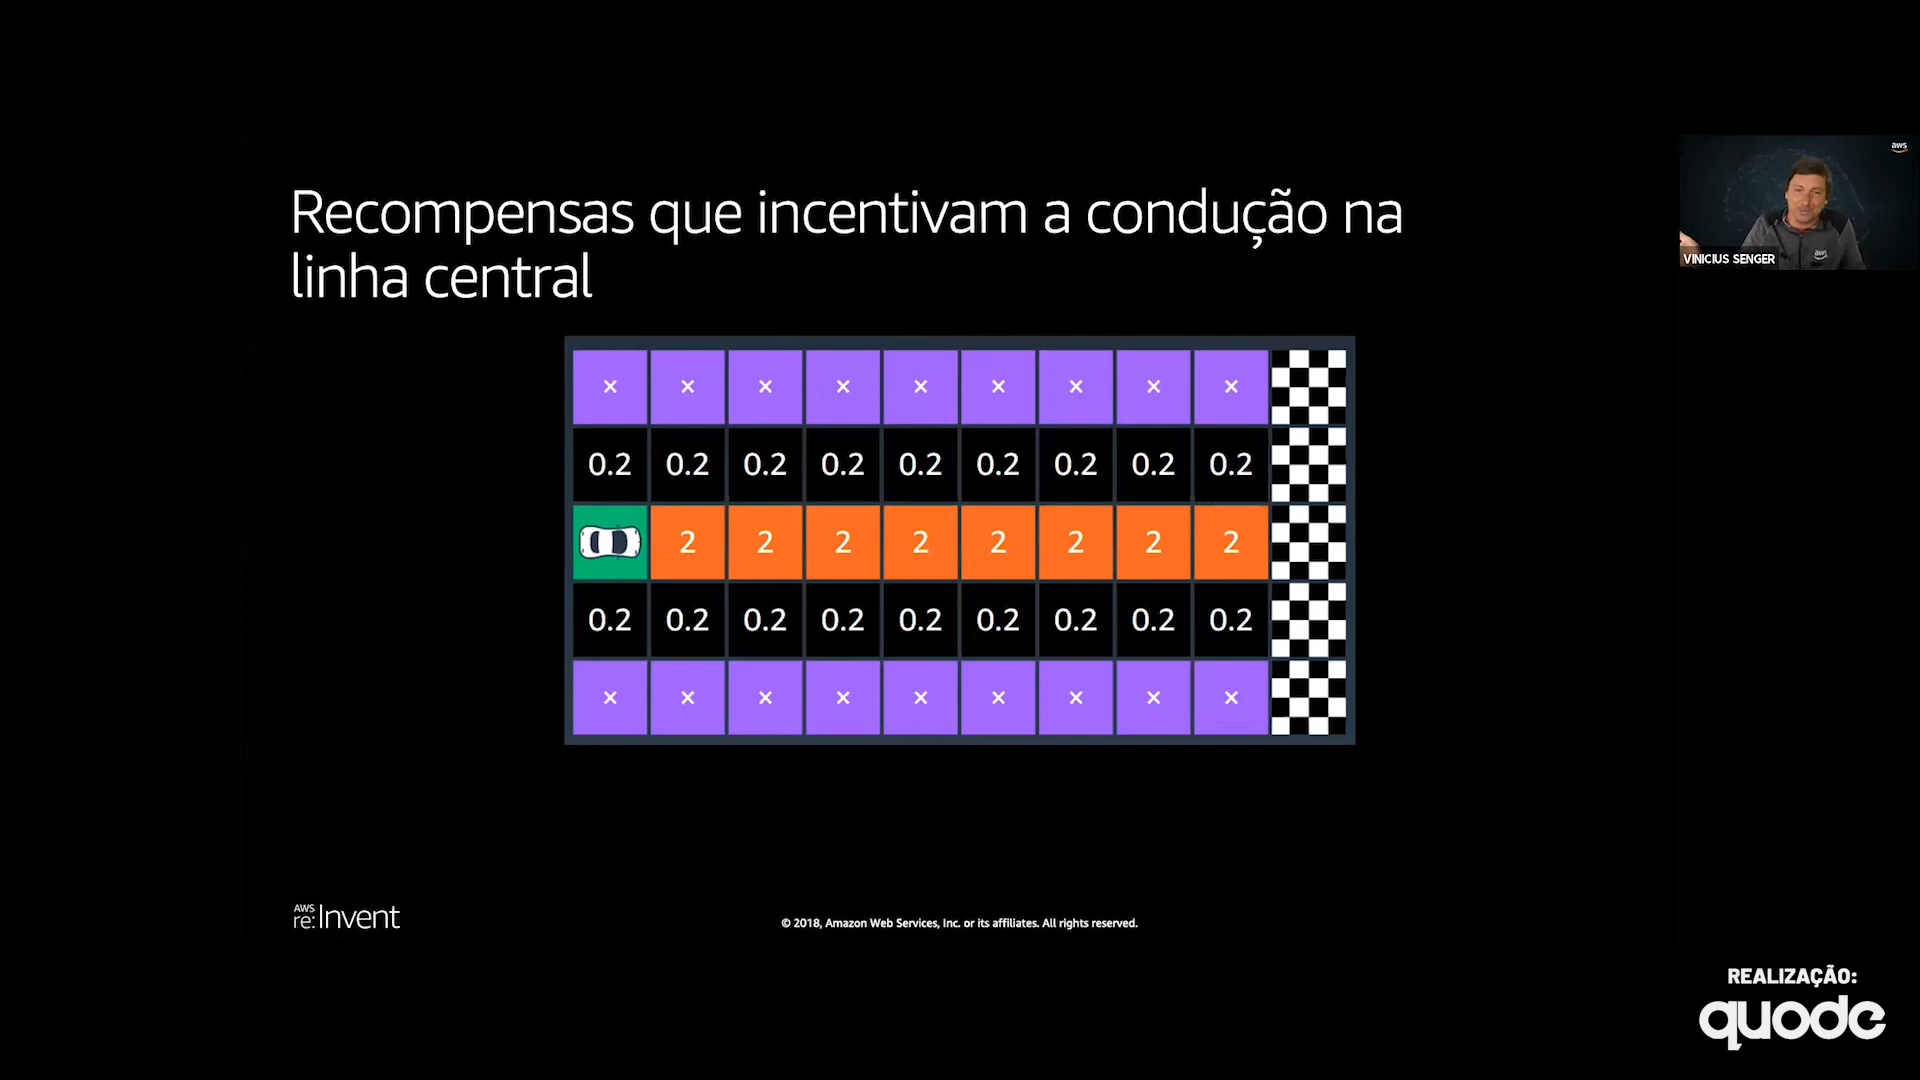 Recompensas que incentivam a condução na
linha central
aws
aws
VINICIUS SENGER
× × × × × × × × ×
0.2 0.2 0.2 0.2 0.2 0.2 0.2 0.2 0.2
2 2 2 2 2 2 2 2
0.2 0.2 0.2 0.2 0.2 0.2 0.2 0.2 0.2
× × × × × × × × ×
AWS
re:Invent
© 2018, Amazon Web Services, Inc. or its affiliates. All rights reserved.
REALIZAÇÃO:
quode